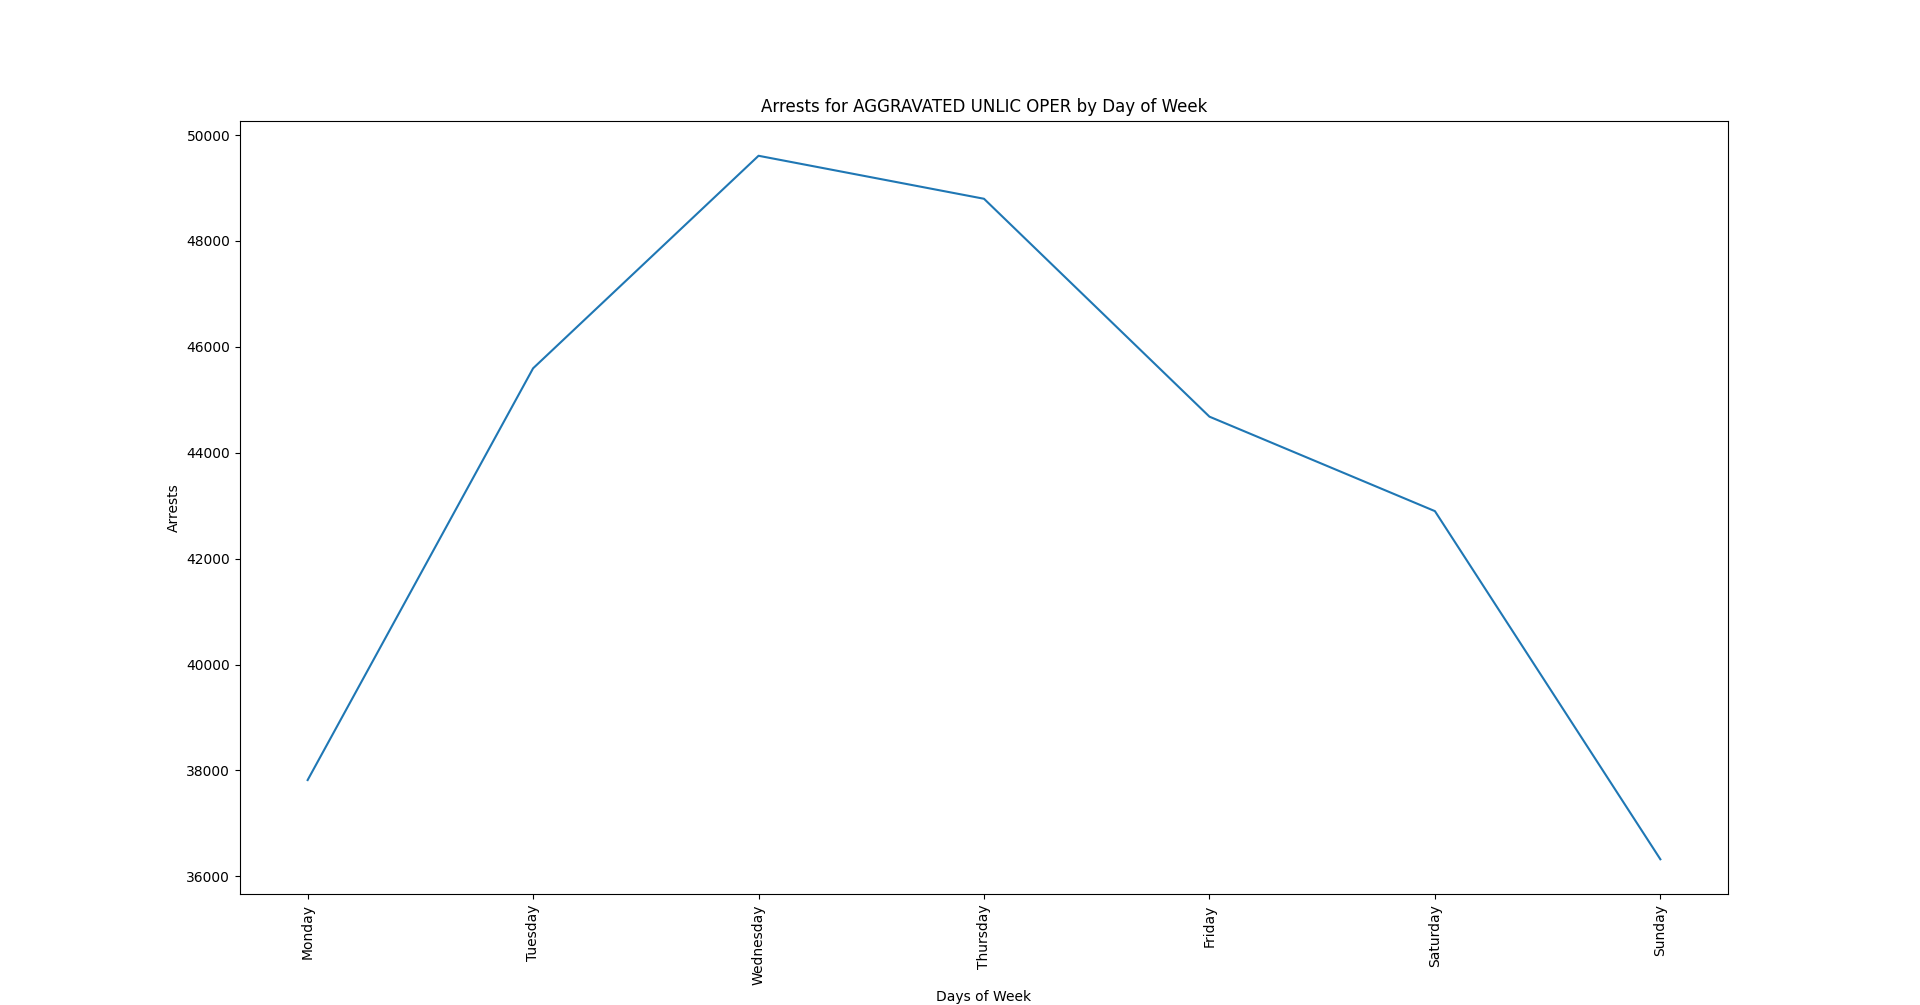 Arrests for AGGRAVATED UNLIC OPER by Day of Week
50000
48000
46000
44000
42000
40000
38000
36000
Arrests
Monday
Tuesday
Wednesday
Thursday
Friday
Saturday
Sunday
Days of Week